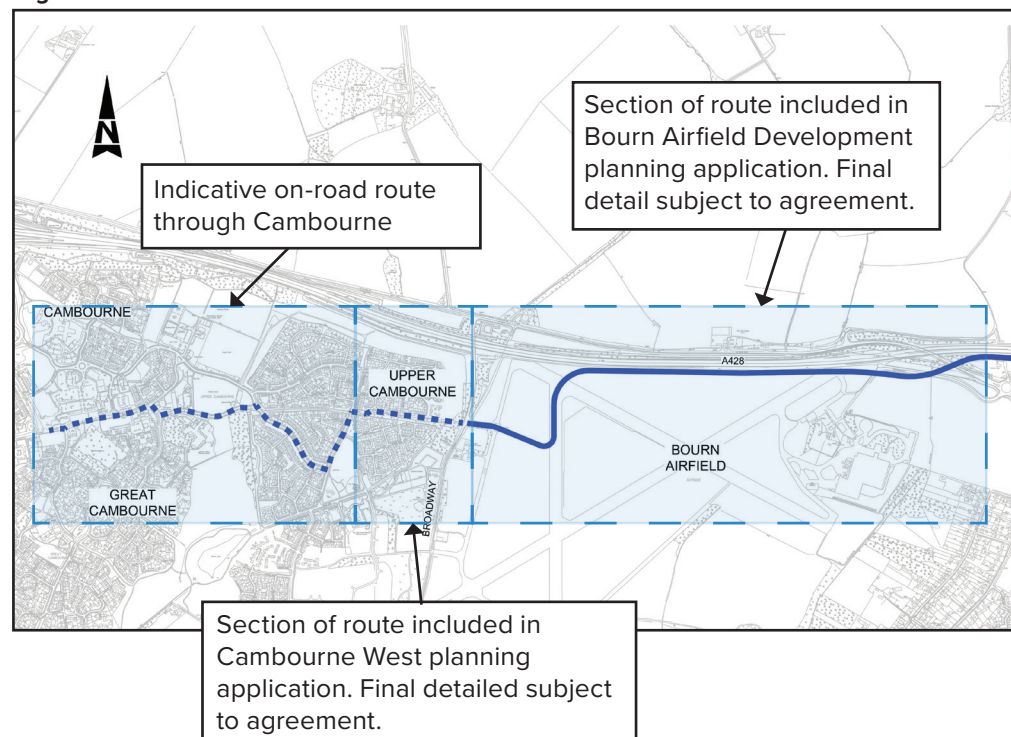 N
Section of route included in
Bourn Airfield Development
planning application. Final
detail subject to agreement.
Indicative on-road route
through Cambourne
CAMBOURNE
A428
UPPER
CAMBOURNE
BOURN
AIRFIELD
GREAT
CAMBOURNE
BROADWAY
Section of route included in
Cambourne West planning
application. Final detailed subject
to agreement.